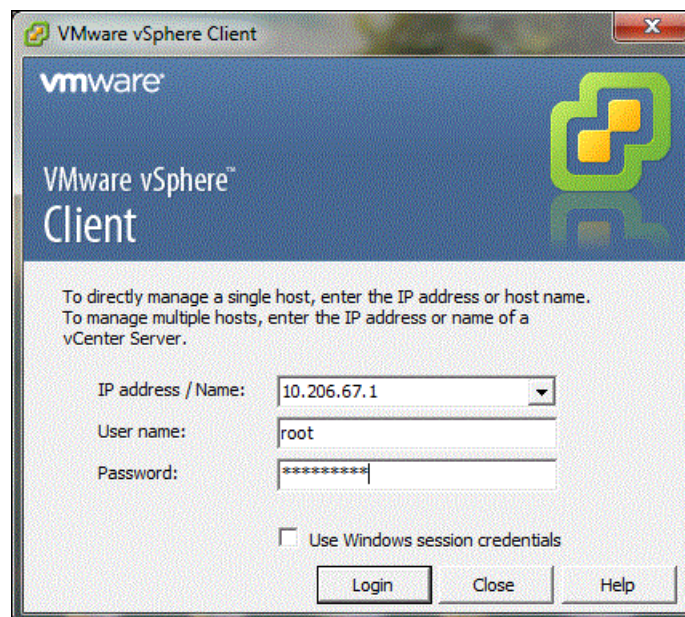 VMware vSphere Client
vmware®
VMware vSphere™
Client
To directly manage a single host, enter the IP address or host name.
To manage multiple hosts, enter the IP address or name of a
vCenter Server.
IP address / Name: 10.206.67.1
User name: root
Password: *********
Use Windows session credentials
Login Close Help